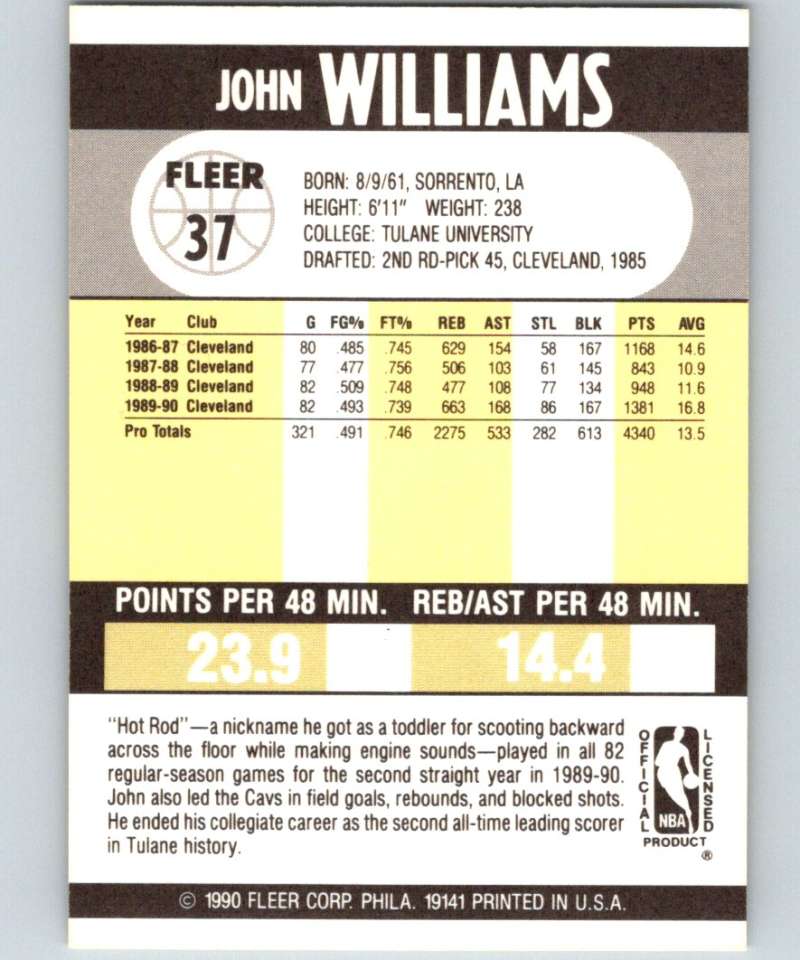 JOHN WILLIAMS
FLEER
37
BORN: 8/9/61, SORRENTO, LA
HEIGHT: 6'11" WEIGHT: 238
COLLEGE: TULANE UNIVERSITY
DRAFTED: 2ND RD-PICK 45, CLEVELAND, 1985
Year Club G FG% FT% REB AST STL BLK PTS AVG
1986-87 Cleveland 80 .485 .745 629 154 58 167 1168 14.6
1987-88 Cleveland 77 .477 .756 506 103 61 145 843 10.9
1988-89 Cleveland 82 .509 .748 477 108 77 134 948 11.6
1989-90 Cleveland 82 .493 .739 663 168 86 167 1381 16.8
Pro Totals 321 .491 .746 2275 533 282 613 4340 13.5
POINTS PER 48 MIN. REB/AST PER 48 MIN.
23.9 14.4
"Hot Rod"—a nickname he got as a toddler for scooting backward
across the floor while making engine sounds—played in all 82
regular-season games for the second straight year in 1989-90.
John also led the Cavs in field goals, rebounds, and blocked shots.
He ended his collegiate career as the second all-time leading scorer
in Tulane history.
OFFICIAL
NBA
LICENSED
PRODUCT
®
© 1990 FLEER CORP. PHILA. 19141 PRINTED IN U.S.A.